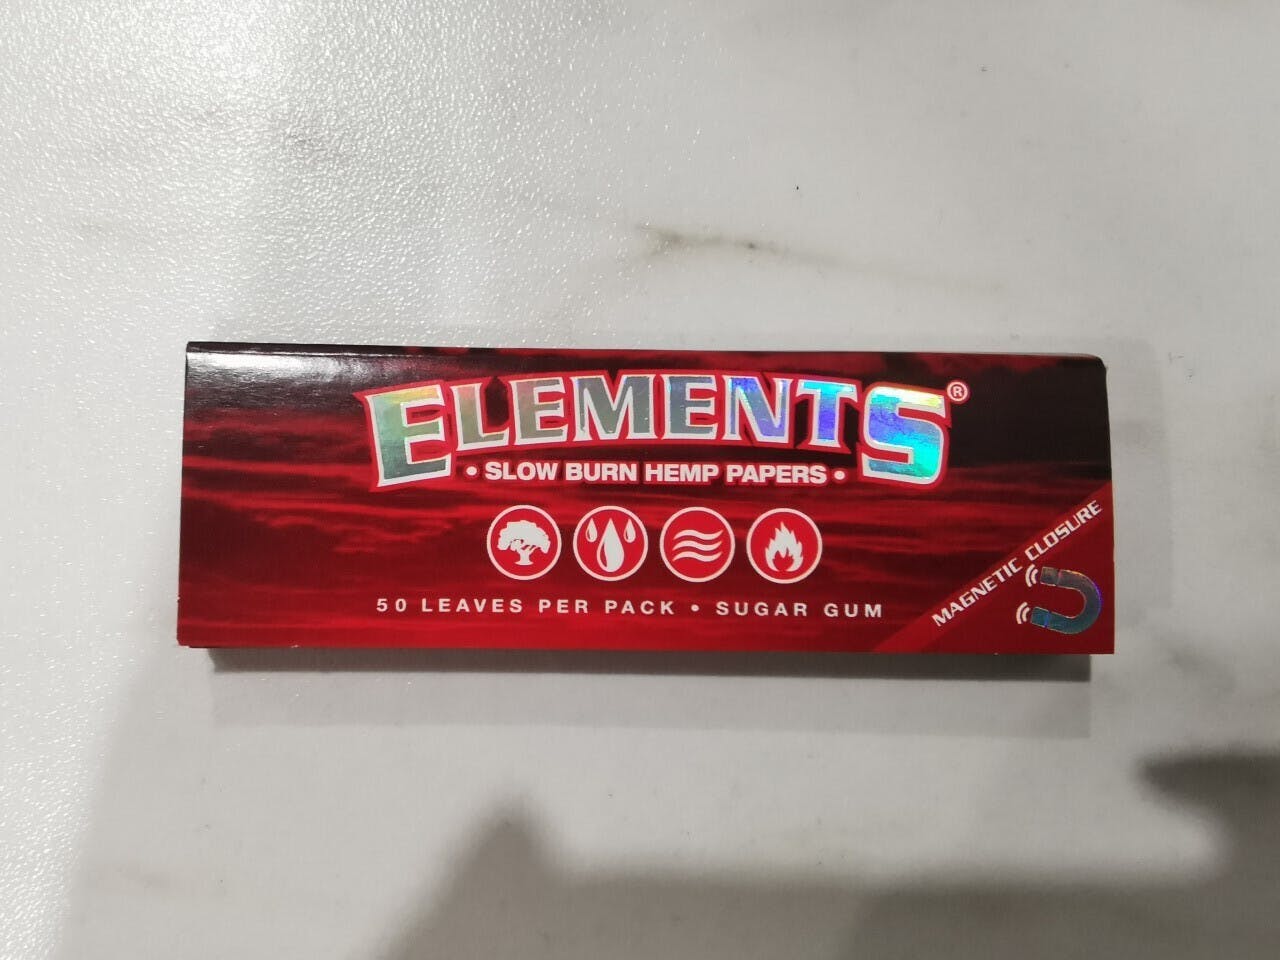 ELEMENTS®
• SLOW BURN HEMP PAPERS •
50 LEAVES PER PACK • SUGAR GUM
MAGNETIC CLOSURE